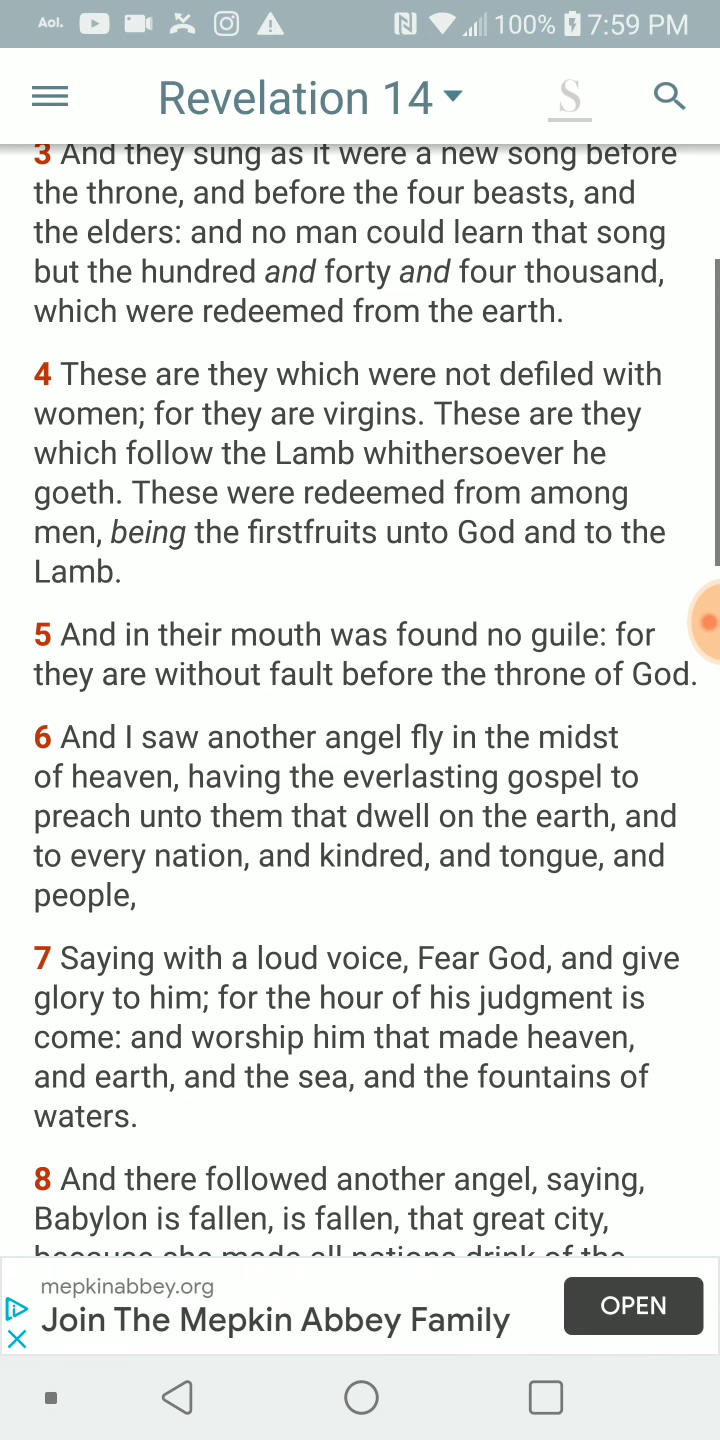 Aol. 100% 7:59 PM
Revelation 14 S
3 And they sung as it were a new song before
the throne, and before the four beasts, and
the elders: and no man could learn that song
but the hundred and forty and four thousand,
which were redeemed from the earth.
4 These are they which were not defiled with
women; for they are virgins. These are they
which follow the Lamb whithersoever he
goeth. These were redeemed from among
men, being the firstfruits unto God and to the
Lamb.
5 And in their mouth was found no guile: for
they are without fault before the throne of God.
6 And I saw another angel fly in the midst
of heaven, having the everlasting gospel to
preach unto them that dwell on the earth, and
to every nation, and kindred, and tongue, and
people,
7 Saying with a loud voice, Fear God, and give
glory to him; for the hour of his judgment is
come: and worship him that made heaven,
and earth, and the sea, and the fountains of
waters.
8 And there followed another angel, saying,
Babylon is fallen, is fallen, that great city,
because she made all nations drink of the
mepkinabbey.org
Join The Mepkin Abbey Family
OPEN